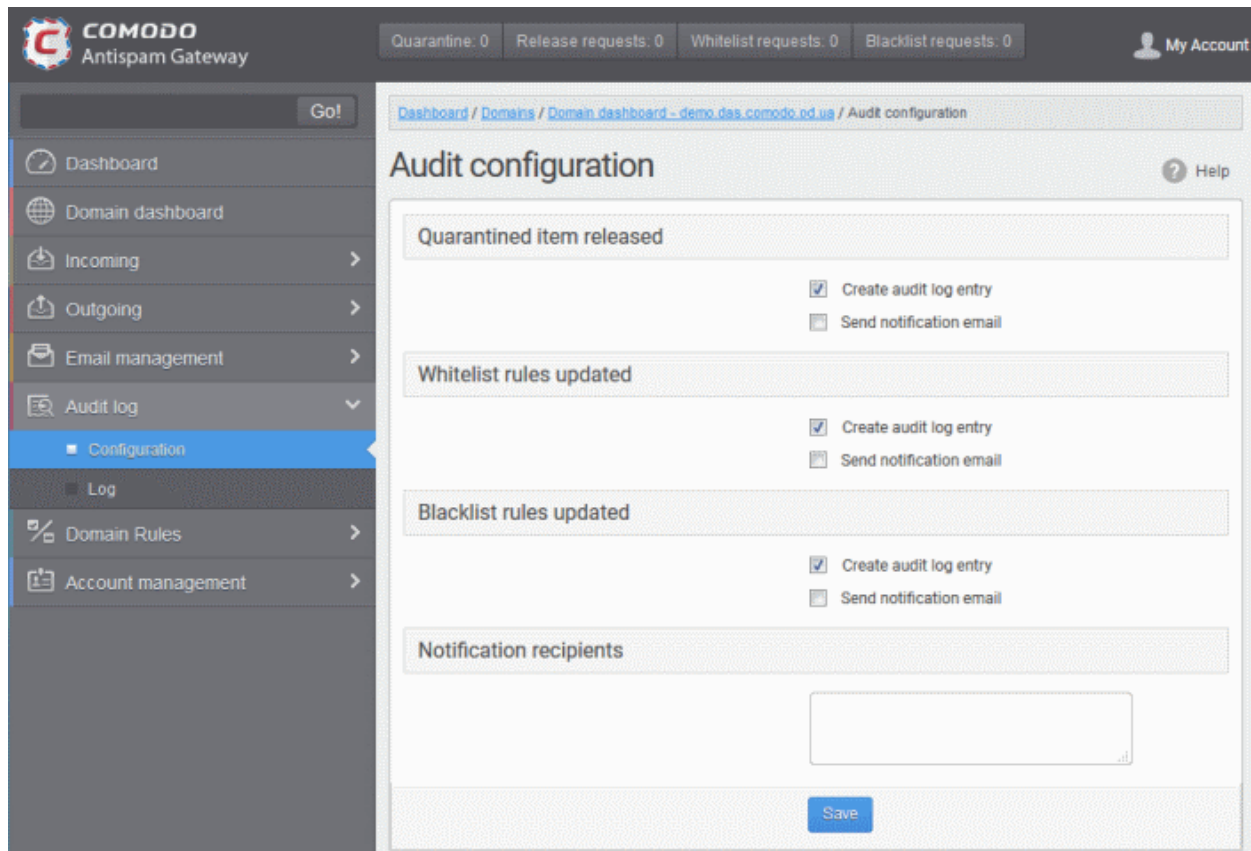 COMODO
Antispam Gateway
Quarantine: 0 Release requests: 0 Whitelist requests: 0 Blacklist requests: 0
My Account
Go!
Dashboard
Domain dashboard
Incoming
Outgoing
Email management
Audit log
Configuration
Log
Domain Rules
Account management
Dashboard / Domains / Domain dashboard - demo.das.comodo.od.ua / Audit configuration
Audit configuration
Help
Quarantined item released
Create audit log entry
Send notification email
Whitelist rules updated
Create audit log entry
Send notification email
Blacklist rules updated
Create audit log entry
Send notification email
Notification recipients
Save